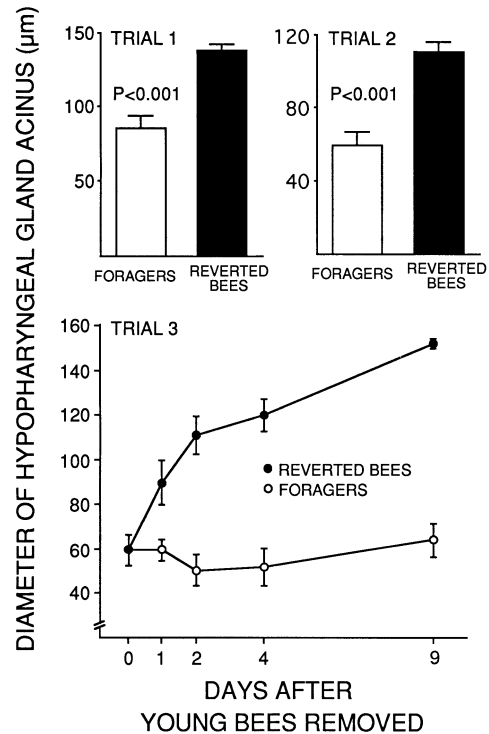 DIAMETER OF HYPOPHARYNGEAL GLAND ACINUS (µm)
150
100
50
TRIAL 1
P<0.001
FORAGERS
REVERTED
BEES
120
80
40
TRIAL 2
P<0.001
FORAGERS
REVERTED
BEES
160
140
120
100
80
60
40
TRIAL 3
REVERTED BEES
FORAGERS
0 1 2 4 9
DAYS AFTER
YOUNG BEES REMOVED